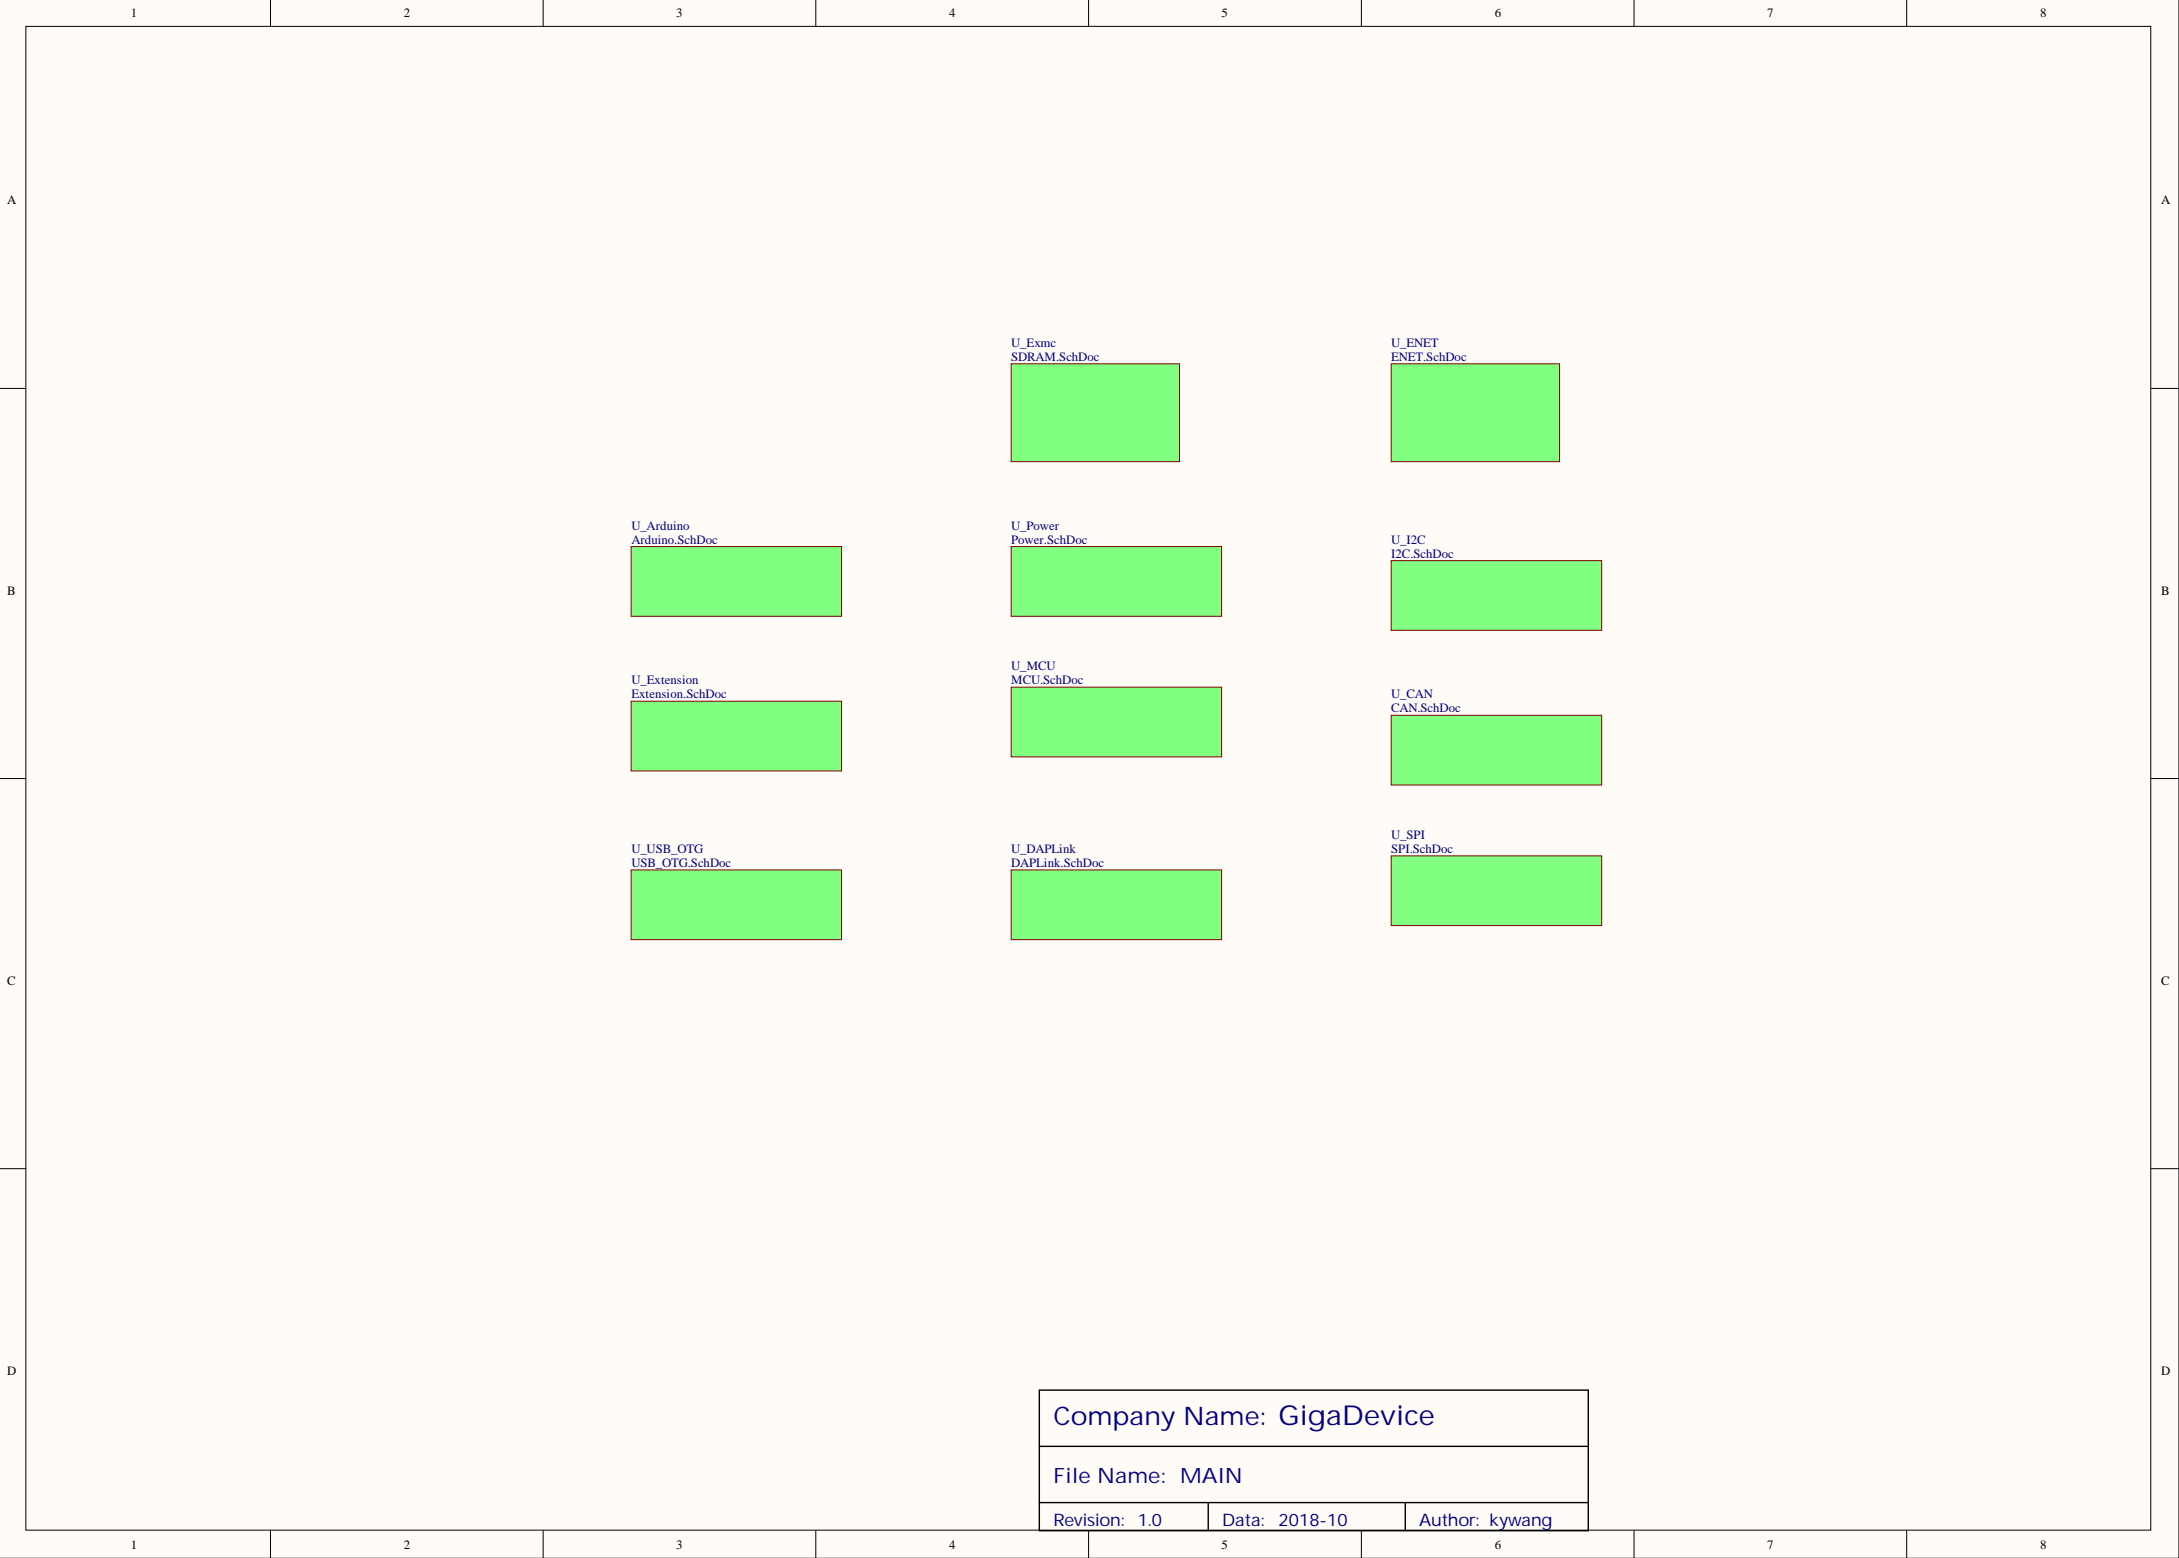 1 2 3 4 5 6 7 8
A A
U_Exmc
SDRAM.SchDoc
U_ENET
ENET.SchDoc
U_Arduino
Arduino.SchDoc
U_Power
Power.SchDoc
U_I2C
I2C.SchDoc
B B
U_Extension
Extension.SchDoc
U_MCU
MCU.SchDoc
U_CAN
CAN.SchDoc
U_USB_OTG
USB_OTG.SchDoc
U_DAPLink
DAPLink.SchDoc
U_SPI
SPI.SchDoc
C C
D D
Company Name: GigaDevice
File Name: MAIN
Revision: 1.0 Data: 2018-10 Author: kywang
1 2 3 4 5 6 7 8